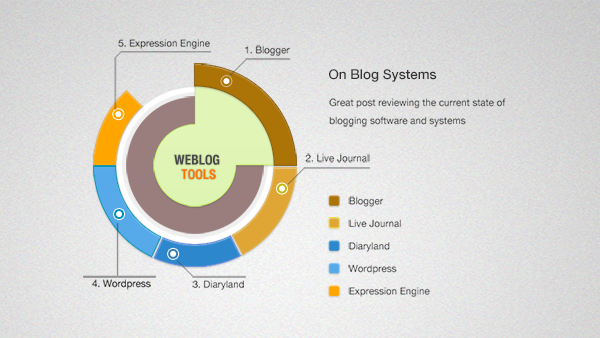 5. Expression Engine
1. Blogger
On Blog Systems
Great post reviewing the current state of
blogging software and systems
WEBLOG
TOOLS
2. Live Journal
Blogger
Live Journal
Diaryland
Wordpress
Expression Engine
4. Wordpress
3. Diaryland